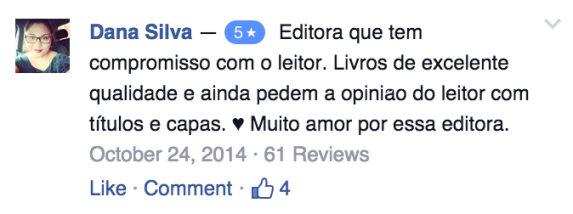 Dana Silva — 5★ Editora que tem
compromisso com o leitor. Livros de excelente
qualidade e ainda pedem a opiniao do leitor com
títulos e capas. ♥ Muito amor por essa editora.
October 24, 2014 · 61 Reviews
Like · Comment · 4